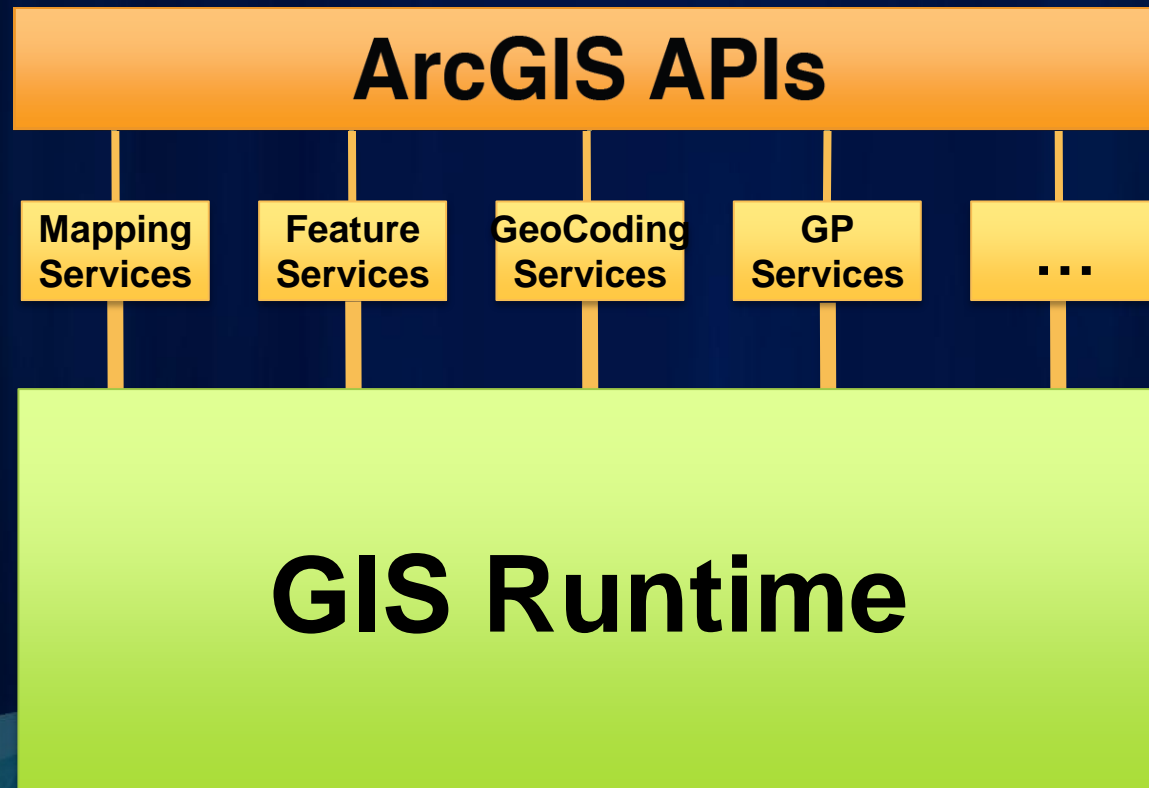 ArcGIS APIs
Mapping
Services
Feature
Services
GeoCoding
Services
GP
Services
...
GIS Runtime